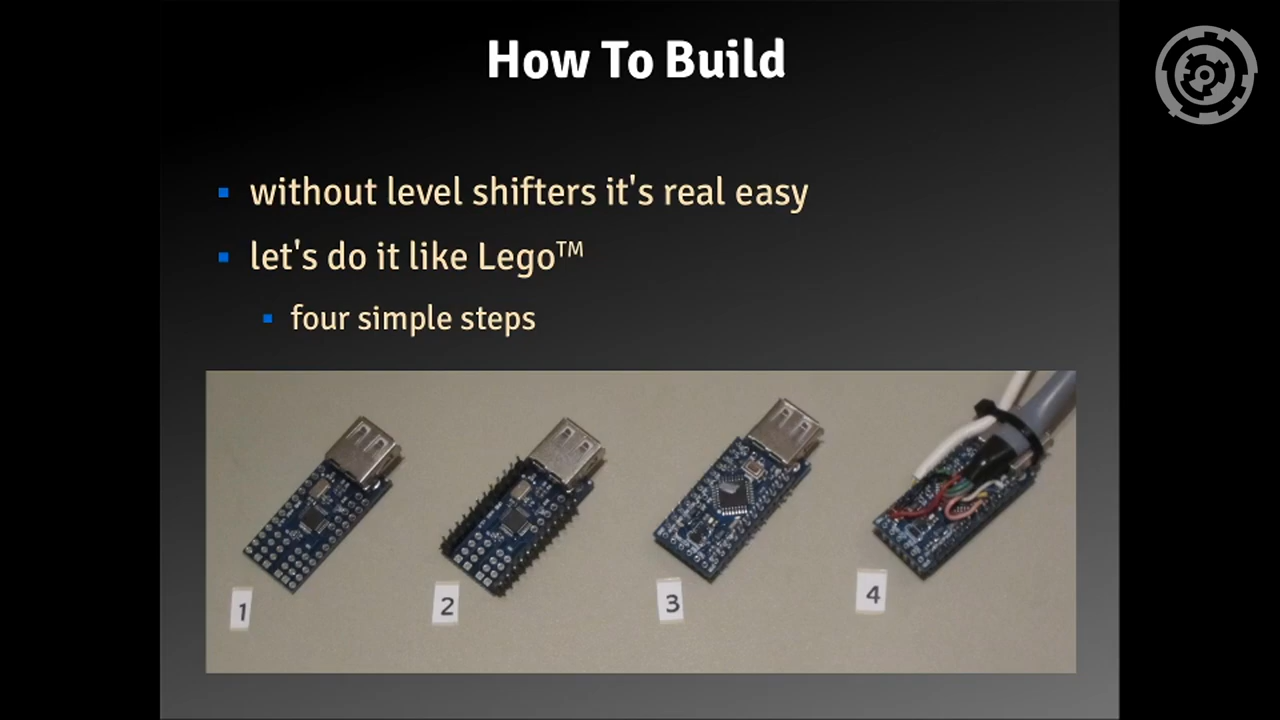 How To Build
without level shifters it's real easy
let's do it like Lego™
four simple steps
1
2
3
4